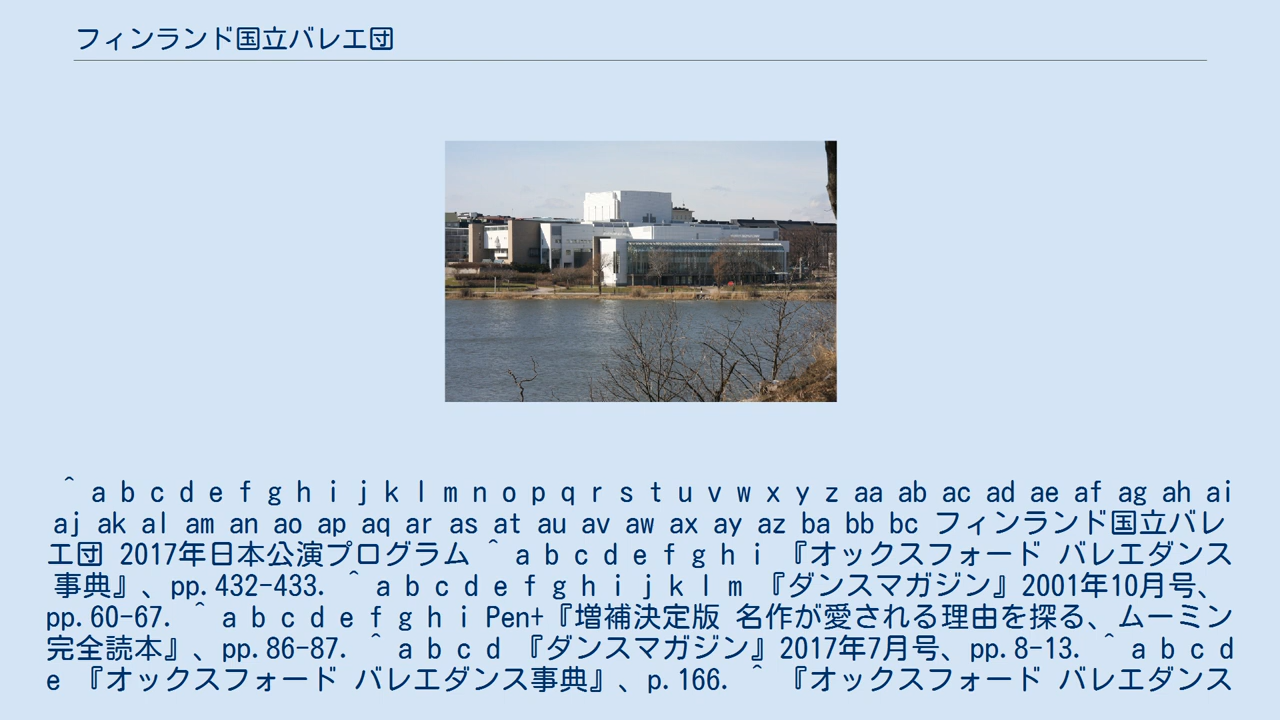 フィンランド国立バレエ団
^ a b c d e f g h i j k l m n o p q r s t u v w x y z aa ab ac ad ae af ag ah ai
aj ak al am an ao ap aq ar as at au av aw ax ay az ba bb bc フィンランド国立バレ
エ団 2017年日本公演プログラム ^ a b c d e f g h i 『オックスフォード バレエダンス
事典』、pp.432-433. ^ a b c d e f g h i j k l m 『ダンスマガジン』2001年10月号、
pp.60-67. ^ a b c d e f g h i Pen+『増補決定版 名作が愛される理由を探る、ムーミン
完全読本』、pp.86-87. ^ a b c d 『ダンスマガジン』2017年7月号、pp.8-13. ^ a b c d
e 『オックスフォード バレエダンス事典』、p.166. ^ 『オックスフォード バレエダンス